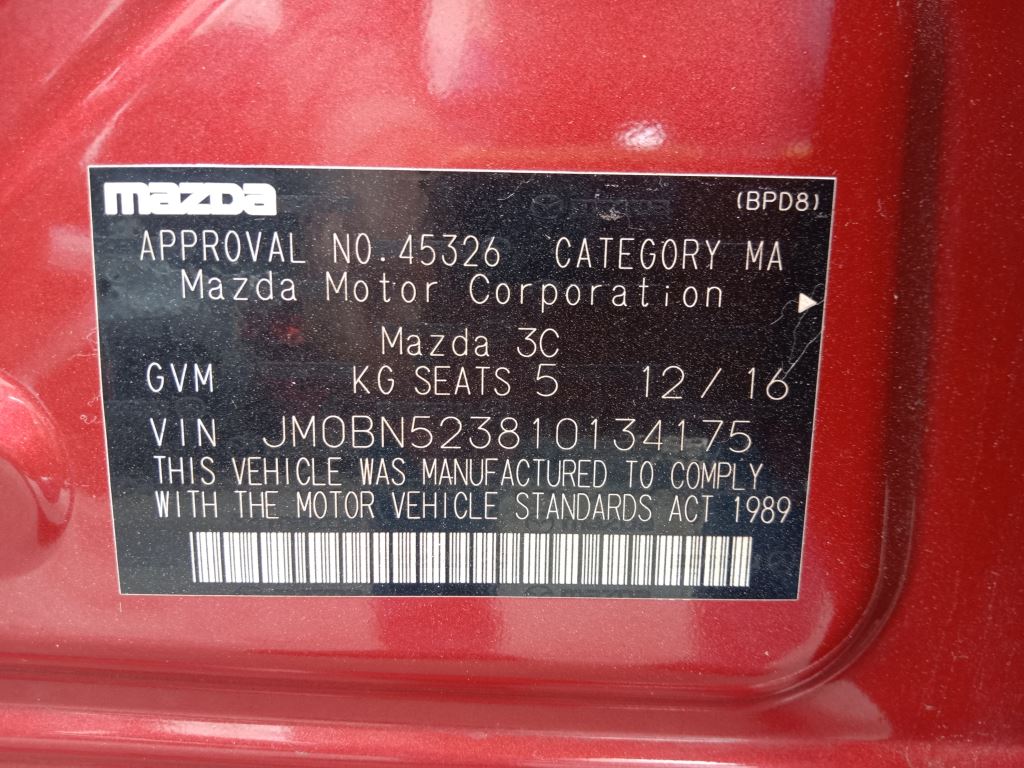 mazda
(BPD8)
APPROVAL NO.45326 CATEGORY MA
Mazda Motor Corporation
Mazda 3C
GVM KG SEATS 5 12/16
VIN JM0BN523810134175
THIS VEHICLE WAS MANUFACTURED TO COMPLY
WITH THE MOTOR VEHICLE STANDARDS ACT 1989